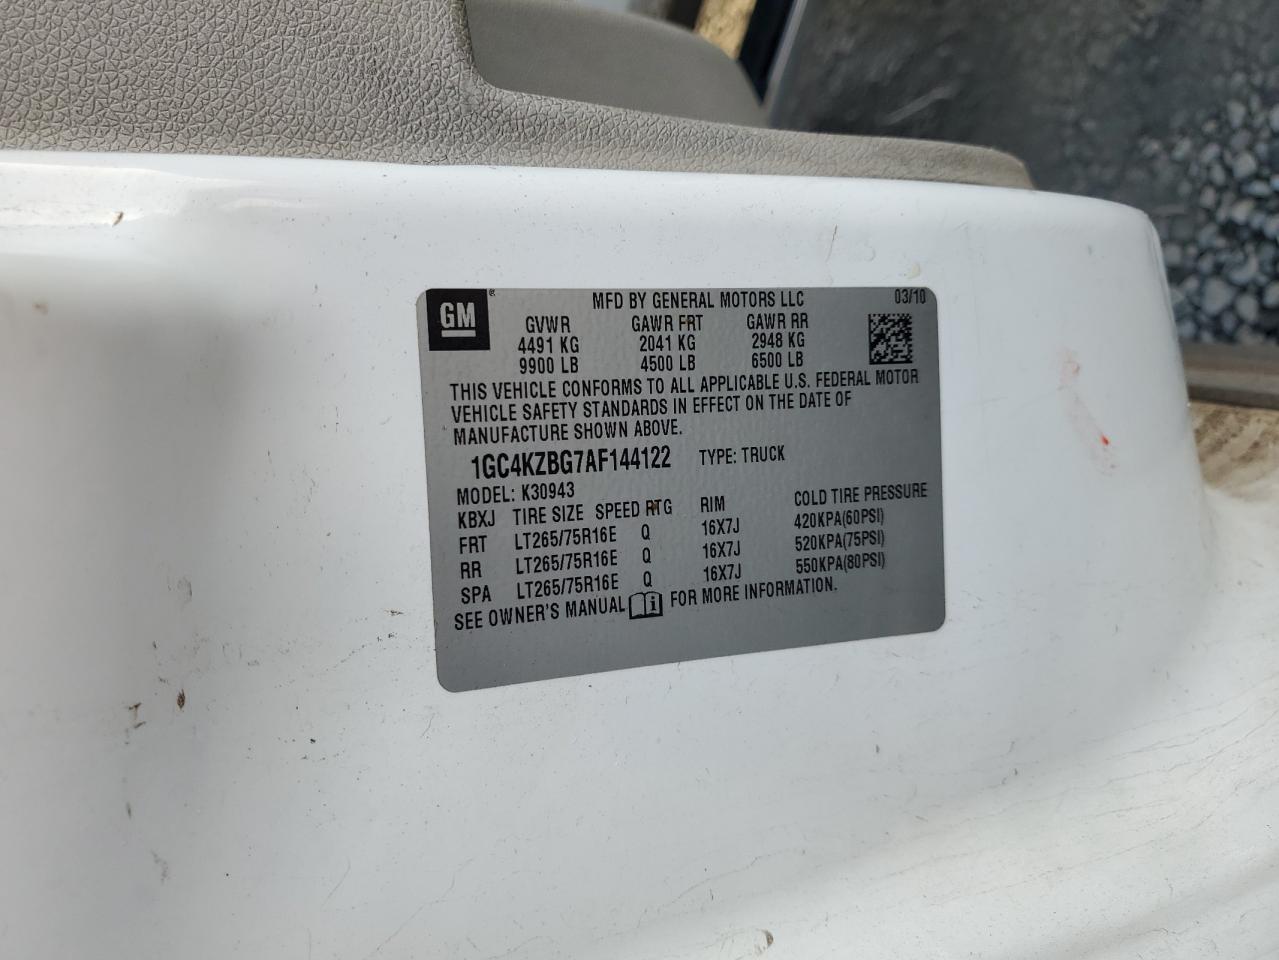 GM®
MFD BY GENERAL MOTORS LLC 03/10
GVWR GAWR FRT GAWR RR
4491 KG 2041 KG 2948 KG
9900 LB 4500 LB 6500 LB
THIS VEHICLE CONFORMS TO ALL APPLICABLE U.S. FEDERAL MOTOR
VEHICLE SAFETY STANDARDS IN EFFECT ON THE DATE OF
MANUFACTURE SHOWN ABOVE.
1GC4KZBG7AF144122 TYPE: TRUCK
MODEL: K30943
KBXJ TIRE SIZE SPEED RTG RIM COLD TIRE PRESSURE
FRT LT265/75R16E Q 16X7J 420KPA(60PSI)
RR LT265/75R16E Q 16X7J 520KPA(75PSI)
SPA LT265/75R16E Q 16X7J 550KPA(80PSI)
SEE OWNER'S MANUAL i FOR MORE INFORMATION.